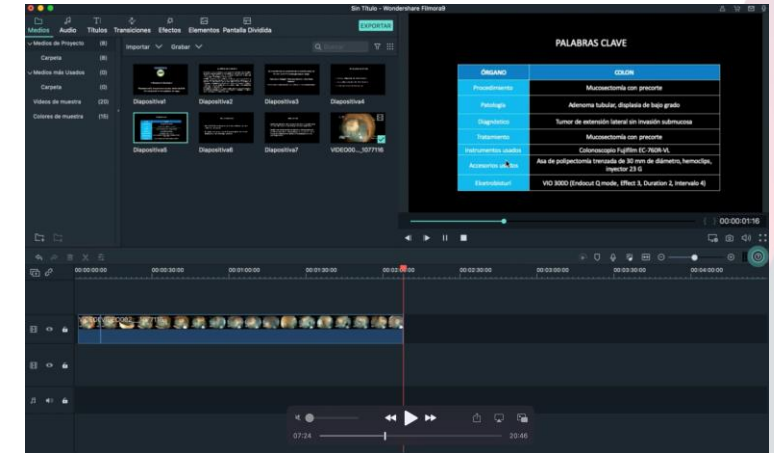 Sin Título - Wondershare Filmora9
Medios Audio Títulos Transiciones Efectos Elementos Pantalla Dividida
EXPORTAR
Medios de Proyecto (8)
Importar Grabar
Carpeta (8)
Medios más Usados (0)
Carpeta (0)
Videos de muestra (20)
Colores de muestra (15)
Diapositiva1 Diapositiva2 Diapositiva3 Diapositiva4
Diapositiva5 Diapositiva6 Diapositiva7 VIDEO00..._1077116
PALABRAS CLAVE
ÓRGANO COLON
Procedimiento Mucosectomía con precorte
Patología Adenoma tubular, displasia de bajo grado
Diagnóstico Tumor de extensión lateral sin invasión submucosa
Tratamiento Mucosectomía con precorte
Instrumentos usados Colonoscopio Fujifilm EC-760R-VL
Accesorios usados Asa de polipectomía trenzada de 30 mm de diámetro, hemoclips, inyector 23 G
Electrobisturí VIO 300D (Endocut Q mode, Effect 3, Duration 2, Intervalo 4)
00:00:01:16
00:00:00:00 00:00:30:00 00:01:00:00 00:01:30:00 00:02:30:00 00:03:00:00 00:03:30:00 00:04:00:00
07:24 20:46